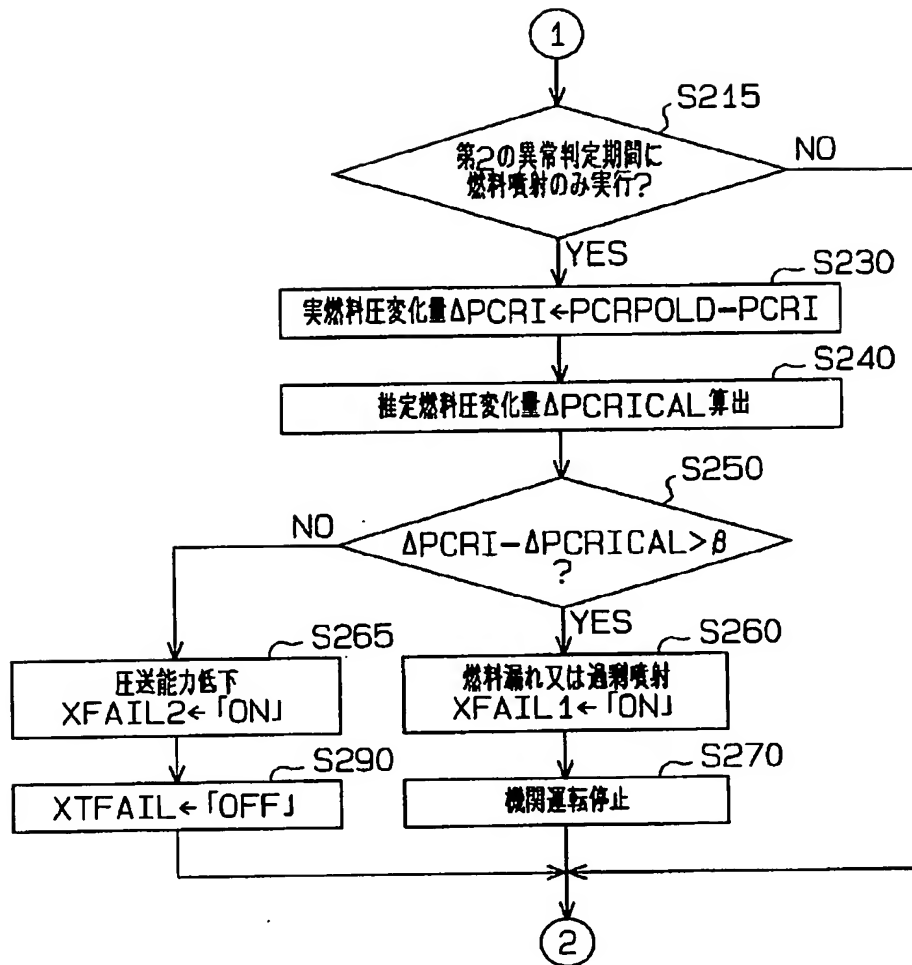 1
S215
第2の異常判定期間に
燃料噴射のみ実行?
NO
YES
S230
実燃料圧変化量ΔPCRI←PCRPOLD−PCRI
S240
推定燃料圧変化量ΔPCRICAL算出
S250
NO
ΔPCRI−ΔPCRICAL>β
?
YES
S265
圧送能力低下
XFAIL2←「ON」
S260
燃料漏れ又は過剰噴射
XFAIL1←「ON」
S290
XTFAIL←「OFF」
S270
機関運転停止
2